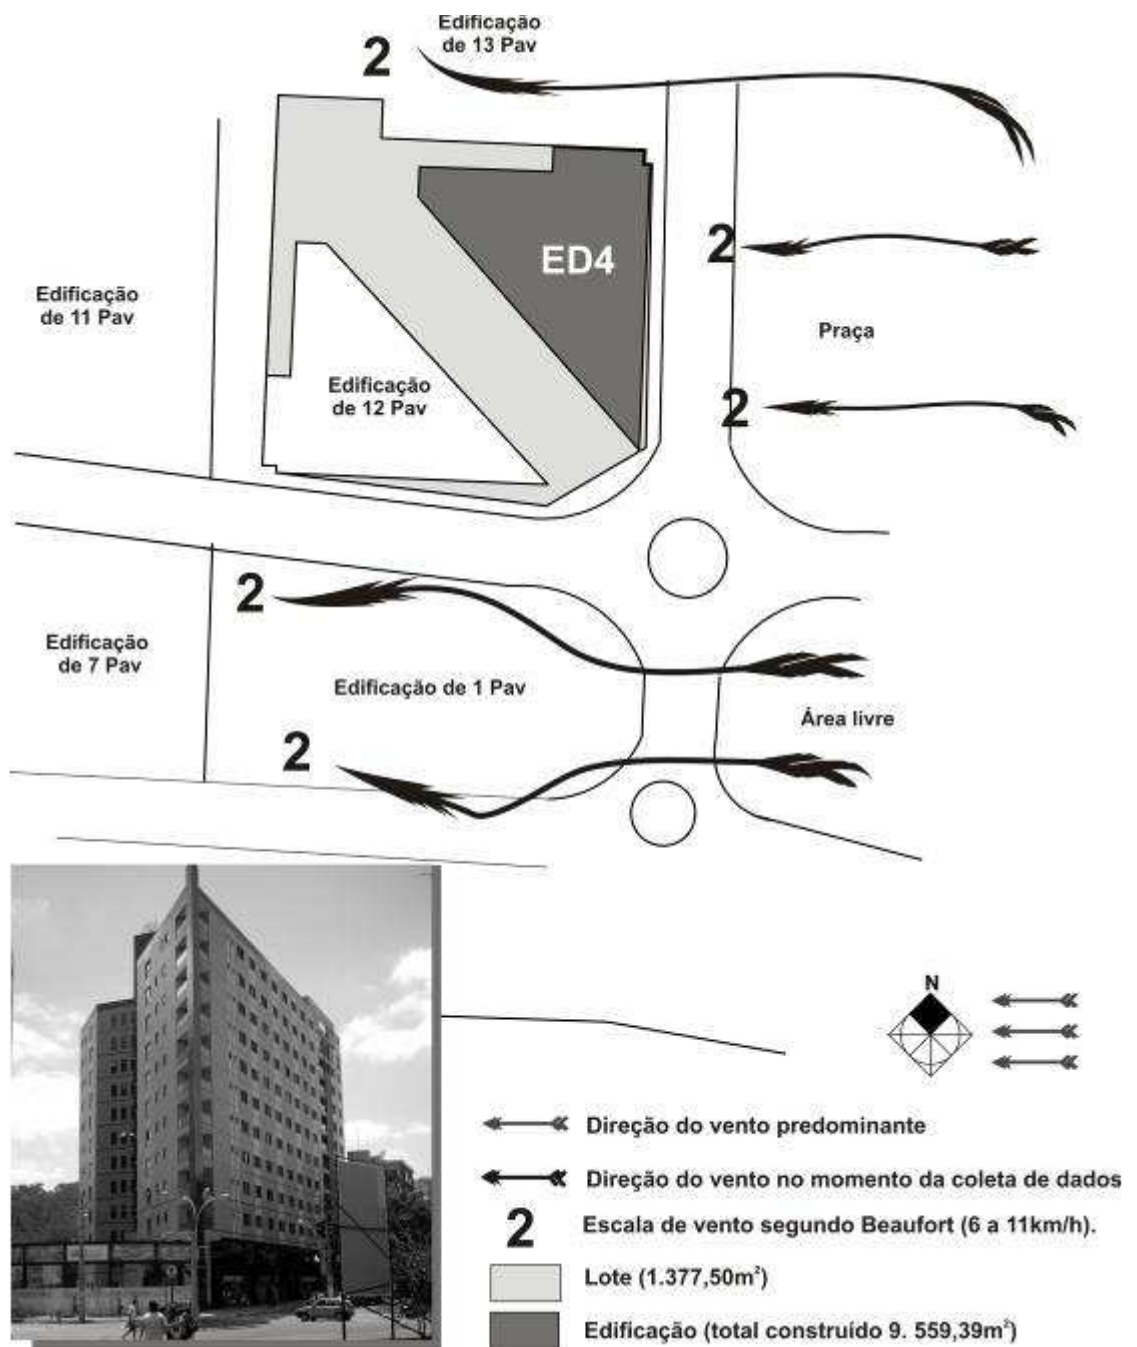 Edificação
de 13 Pav
2
2
ED4
Edificação
de 11 Pav
Praça
Edificação
de 12 Pav
2
2
Edificação
de 7 Pav
Edificação de 1 Pav
Área livre
2
N
Direção do vento predominante
Direção do vento no momento da coleta de dados
2 Escala de vento segundo Beaufort (6 a 11km/h).
Lote (1.377,50m²)
Edificação (total construído 9. 559,39m²)